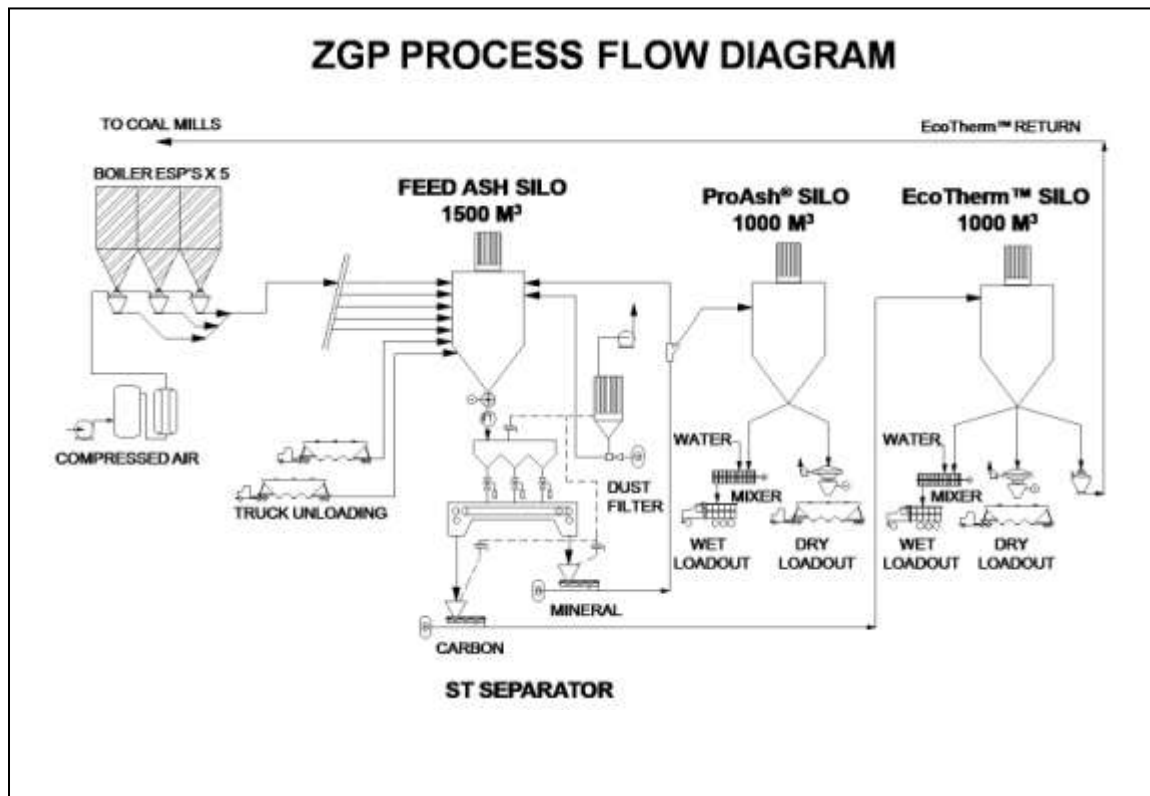 ZGP PROCESS FLOW DIAGRAM
TO COAL MILLS
EcoTherm™ RETURN
BOILER ESP'S X 5
FEED ASH SILO
1500 M³
ProAsh® SILO
1000 M³
EcoTherm™ SILO
1000 M³
COMPRESSED AIR
TRUCK UNLOADING
DUST
FILTER
WATER
MIXER
WET
LOADOUT
DRY
LOADOUT
WATER
MIXER
WET
LOADOUT
DRY
LOADOUT
MINERAL
CARBON
ST SEPARATOR